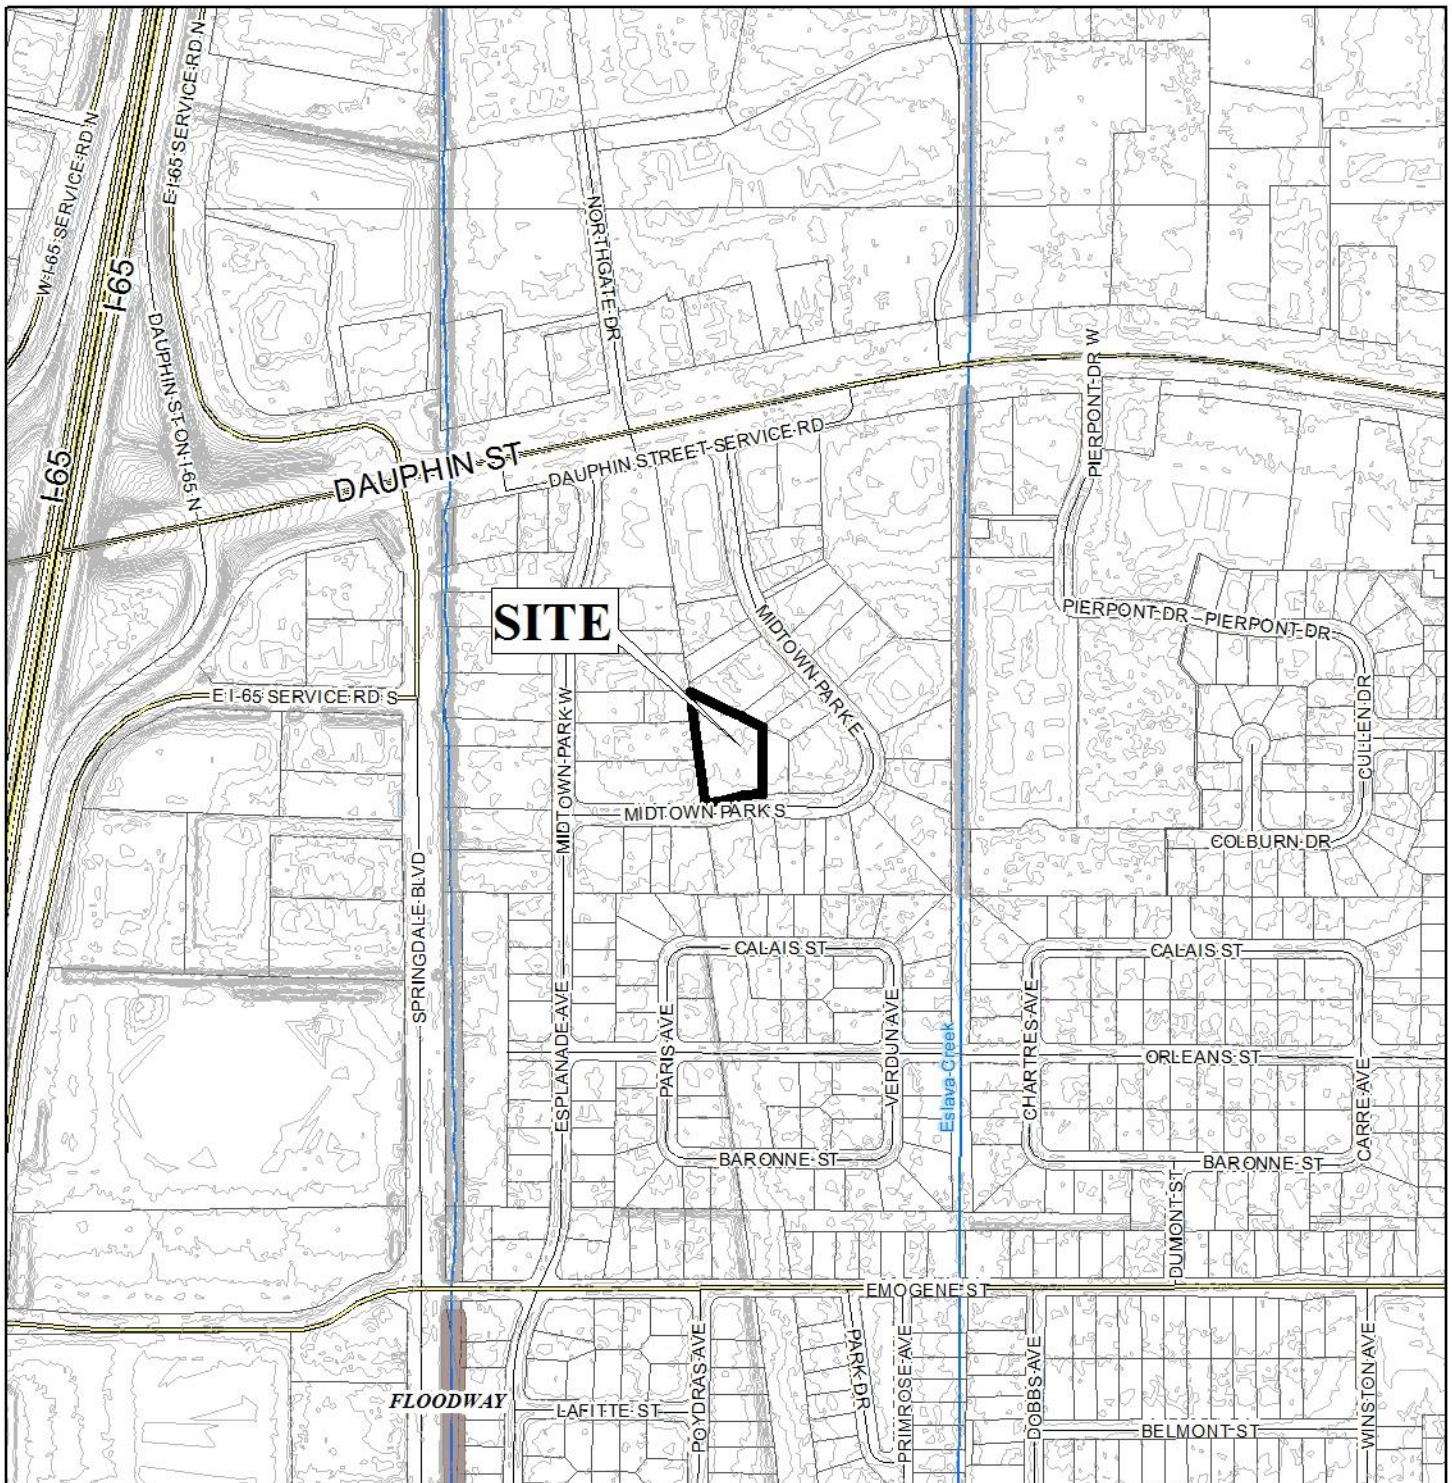 W I-65 SERVICE RD N
E I-65 SERVICE RD N
I-65
DAUPHIN ST ON I-65 N
NORTHGATE DR
PIERPONT DR W
I-65
DAUPHIN ST
DAUPHIN STREET SERVICE RD
SITE
MIDTOWN PARK E
PIERPONT DR
PIERPONT DR
E I-65 SERVICE RD S
MIDTOWN PARK W
CULLEN DR
MIDTOWN PARK S
COLBURN DR
SPRINGDALE BLVD
CALAIS ST
CALAIS ST
ESPLANADE AVE
PARIS AVE
VERDUN AVE
Eslava Creek
CHARTRES AVE
ORLEANS ST
CARRE AVE
BARONNE ST
BARONNE ST
DUMONT ST
EMOGENE ST
FLOODWAY
LAFITTE ST
POYDRAS AVE
PARK DR
PRIMROSE AVE
DOBBS AVE
BELMONT ST
WINSTON AVE